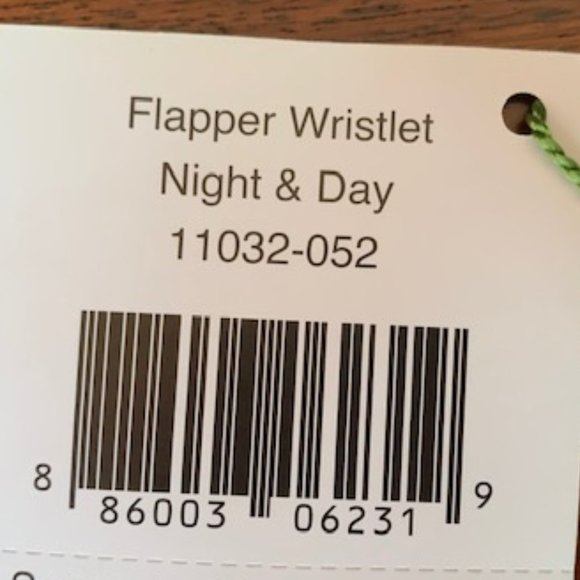 Flapper Wristlet
Night & Day
11032-052
8 86003 06231 9